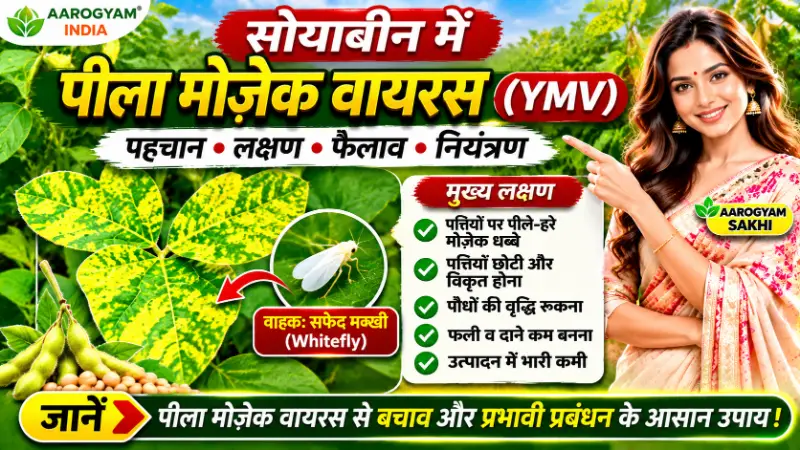 AAROGYAM®
INDIA
सोयाबीन में
पीला मोज़ेक वायरस (YMV)
पहचान • लक्षण • फैलाव • नियंत्रण
मुख्य लक्षण
पत्तियों पर पीले-हरे
मोज़ेक धब्बे
पत्तियों छोटी और
विकृत होना
पौधों की वृद्धि रूकना
फली व दाने कम बनना
उत्पादन में भारी कमी
वाहक: सफेद मक्खी
(Whitefly)
AAROGYAM
SAKHI
जानें
पीला मोज़ेक वायरस से बचाव और प्रभावी प्रबंधन के आसान उपाय !